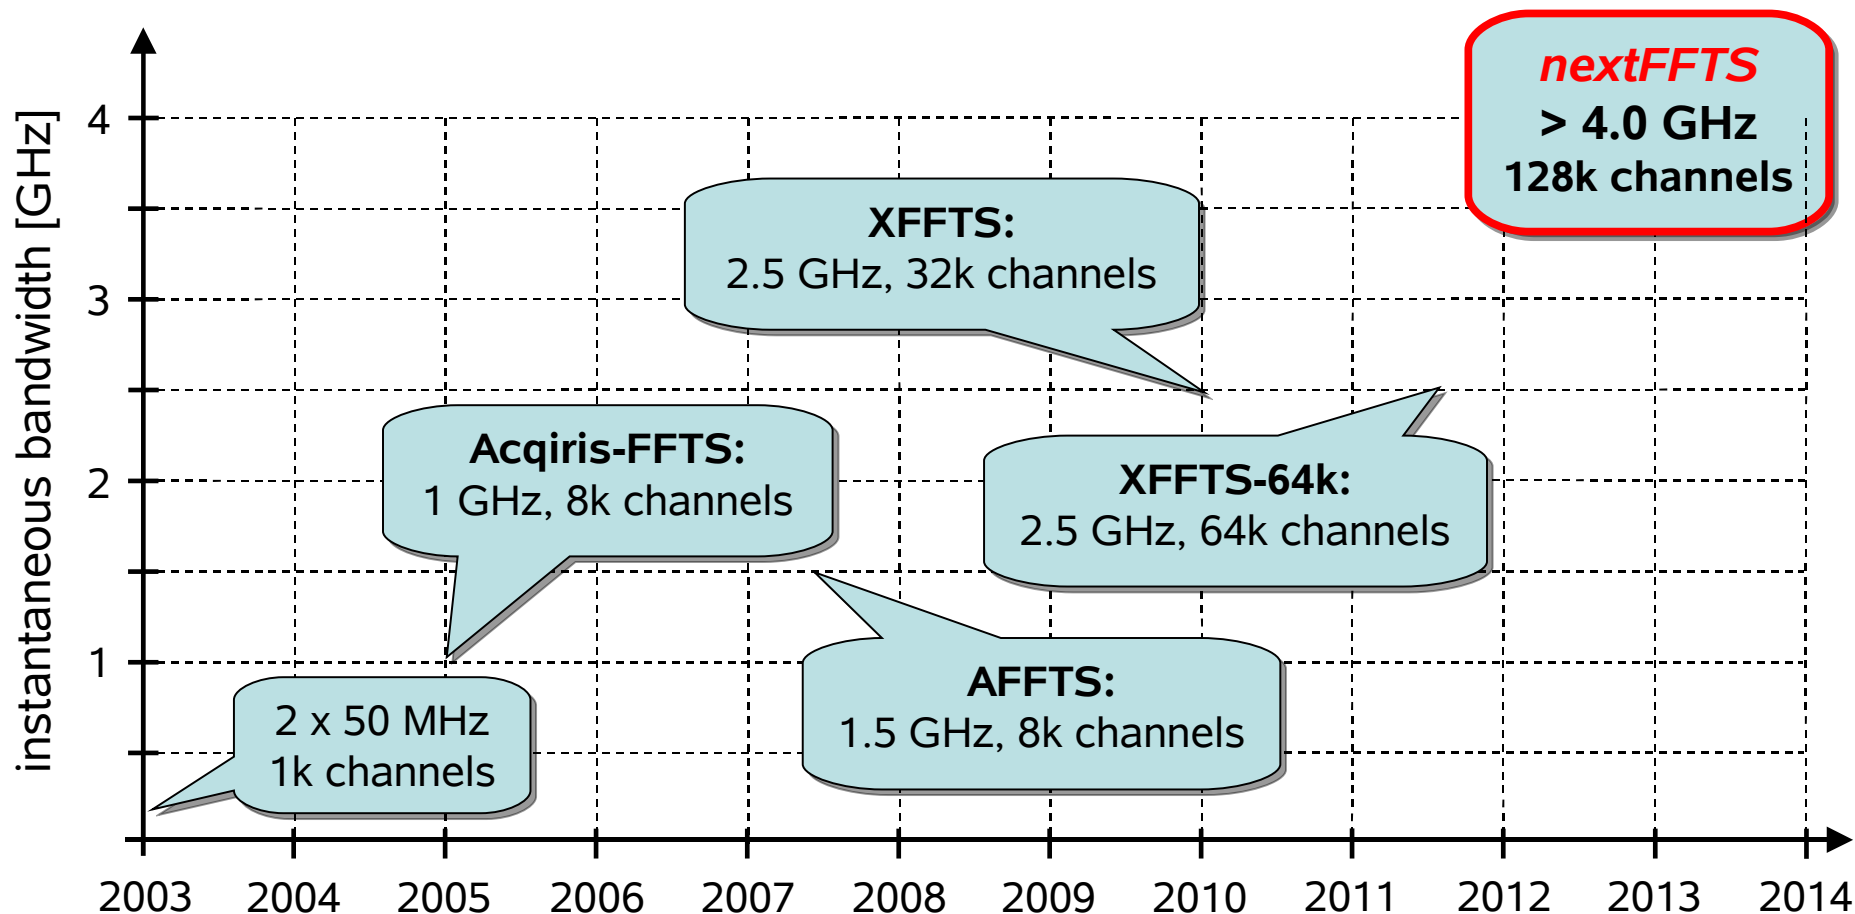 nextFFTS
> 4.0 GHz
128k channels
instantaneous bandwidth [GHz]
4
3
2
1
XFFTS:
2.5 GHz, 32k channels
Acqiris-FFTS:
1 GHz, 8k channels
XFFTS-64k:
2.5 GHz, 64k channels
AFFTS:
1.5 GHz, 8k channels
2 x 50 MHz
1k channels
2003 2004 2005 2006 2007 2008 2009 2010 2011 2012 2013 2014